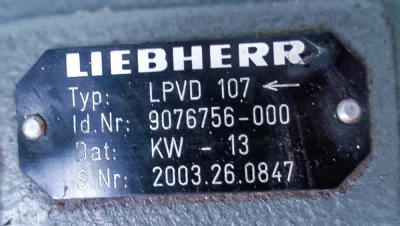 LIEBHERR
Typ: LPVD 107 ←
Id.Nr: 9076756-000
Dat: KW - 13
S.Nr: 2003.26.0847